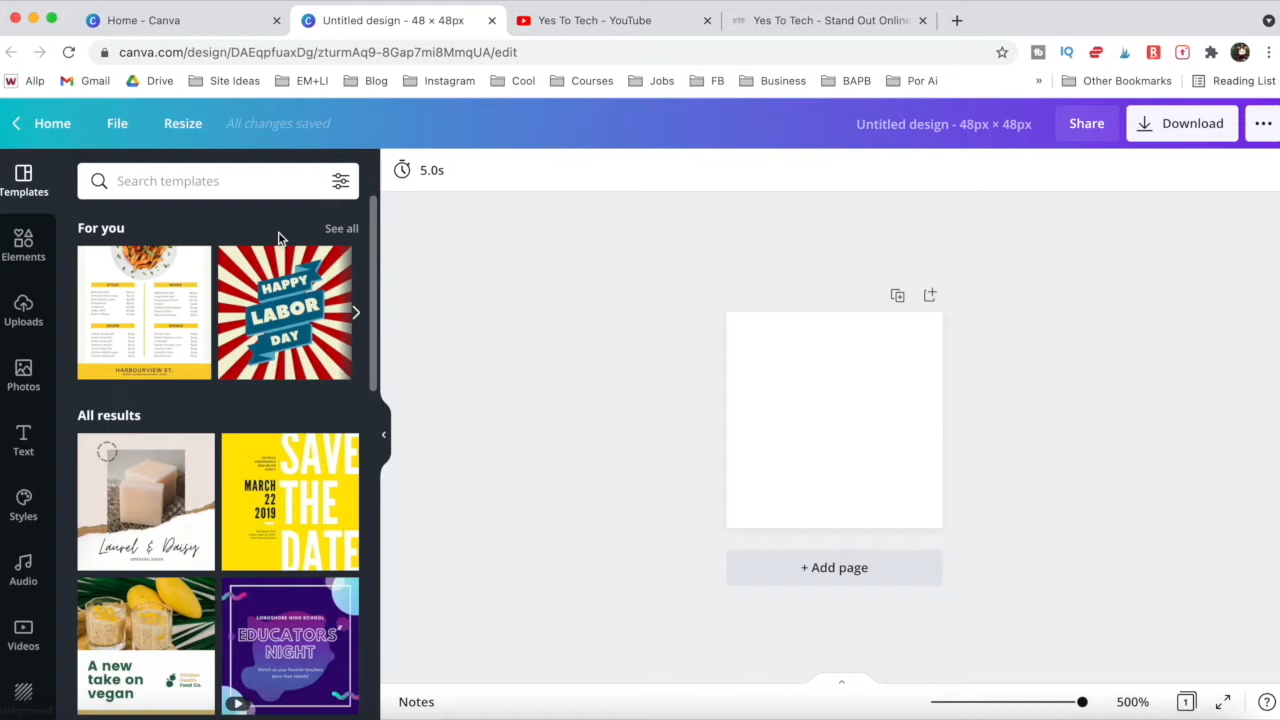 Home - Canva
Untitled design - 48 × 48px
Yes To Tech - YouTube
Yes To Tech - Stand Out Online
canva.com/design/DAEqpfuaxDg/zturmAq9-8Gap7mi8MmqUA/edit
Allp
Gmail
Drive
Site Ideas
EM+LI
Blog
Instagram
Cool
Courses
Jobs
FB
Business
BAPB
Por Ai
»
Other Bookmarks
Reading List
Home
File
Resize
All changes saved
Untitled design - 48px × 48px
Share
Download
Templates
Elements
Uploads
Photos
Text
Styles
Audio
Videos
Search templates
For you
See all
HARBOURVIEW ST.
HAPPY
LABOR
DAY
All results
Laurel & Daisy
SAVE
THE
DATE
MARCH
22
2019
A new
take on
vegan
Food Co.
LONGSHORE HIGH SCHOOL
EDUCATORS'
NIGHT
5.0s
+ Add page
Notes
500%
1